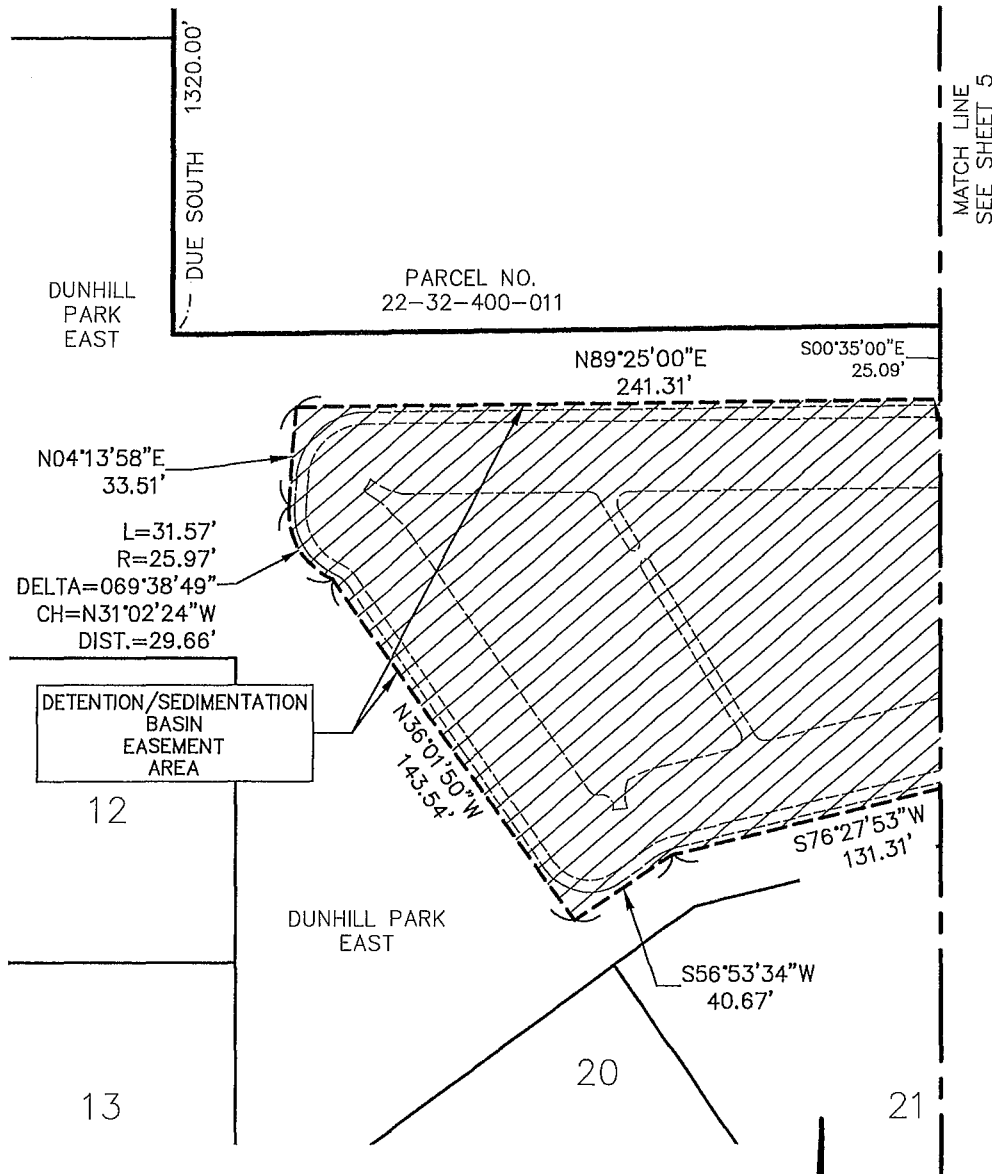 DUE SOUTH 1320.00'
MATCH LINE
SEE SHEET 5
DUNHILL
PARK
EAST
PARCEL NO.
22-32-400-011
N89°25'00"E
241.31'
S00°35'00"E
25.09'
N04°13'58"E
33.51'
L=31.57'
R=25.97'
DELTA=069°38'49"
CH=N31°02'24"W
DIST.=29.66'
DETENTION/SEDIMENTATION
BASIN
EASEMENT
AREA
N36°01'50"W
143.54'
12
S76°27'53"W
131.31'
DUNHILL PARK
EAST
S56°53'34"W
40.67'
13
20
21